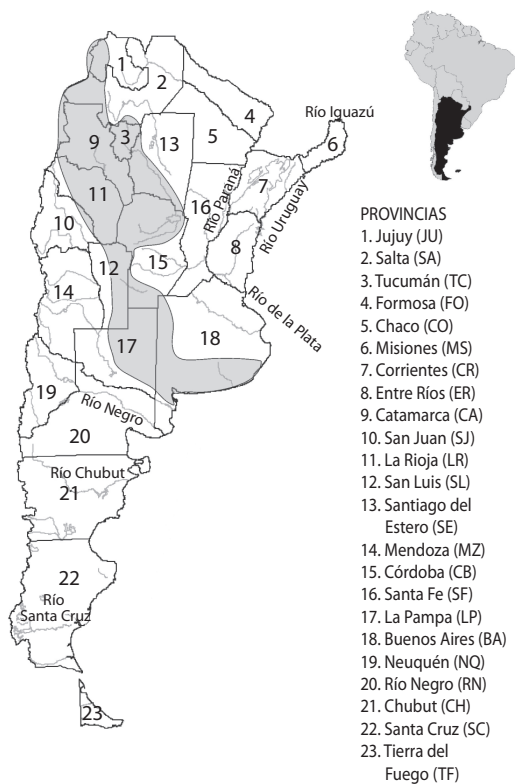 1
2
3
4
5
6
7
8
9
10
11
12
13
14
15
16
17
18
19
20
21
22
23
Río Iguazú
Río Paraná
Río Uruguay
Río de la Plata
Río Negro
Río Chubut
Río
Santa Cruz
PROVINCIAS
1. Jujuy (JU)
2. Salta (SA)
3. Tucumán (TC)
4. Formosa (FO)
5. Chaco (CO)
6. Misiones (MS)
7. Corrientes (CR)
8. Entre Ríos (ER)
9. Catamarca (CA)
10. San Juan (SJ)
11. La Rioja (LR)
12. San Luis (SL)
13. Santiago del
Estero (SE)
14. Mendoza (MZ)
15. Córdoba (CB)
16. Santa Fe (SF)
17. La Pampa (LP)
18. Buenos Aires (BA)
19. Neuquén (NQ)
20. Río Negro (RN)
21. Chubut (CH)
22. Santa Cruz (SC)
23. Tierra del
Fuego (TF)